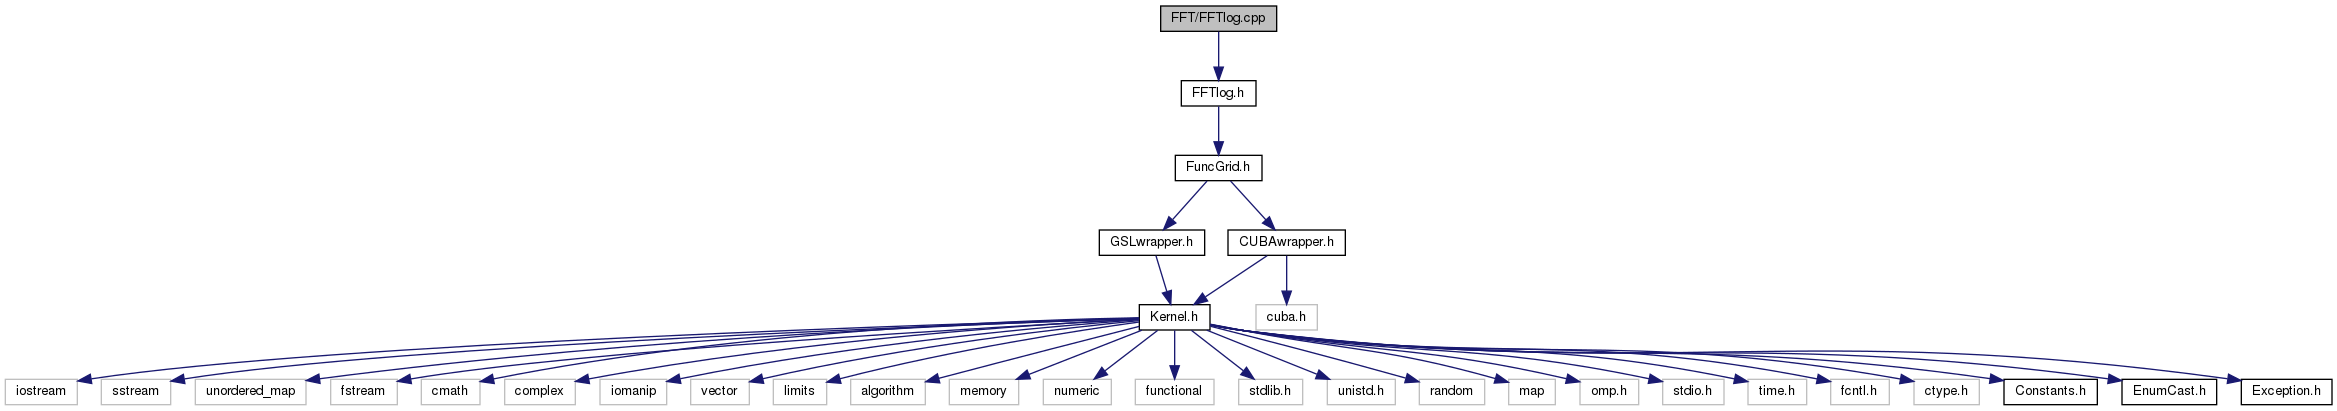 FFT/FFTlog.cpp
FFTlog.h
FuncGrid.h
GSLwrapper.h
CUBAwrapper.h
Kernel.h
cuba.h
iostream
sstream
unordered_map
fstream
cmath
complex
iomanip
vector
limits
algorithm
memory
numeric
functional
stdlib.h
unistd.h
random
map
omp.h
stdio.h
time.h
fcntl.h
ctype.h
Constants.h
EnumCast.h
Exception.h